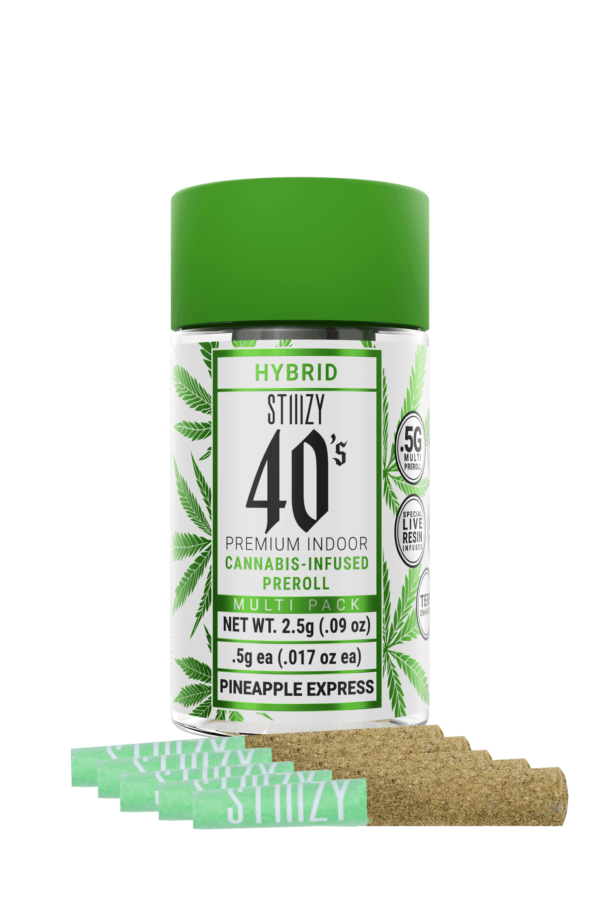 HYBRID
STIIIZY
40's
PREMIUM INDOOR
CANNABIS-INFUSED
PREROLL
MULTI PACK
NET WT. 2.5g (.09 oz)
.5g ea (.017 oz ea)
PINEAPPLE EXPRESS
.5G
MULTI
PREROLL
SPECIAL
LIVE
RESIN
INFUSED
STIIIZY
STIIIZY